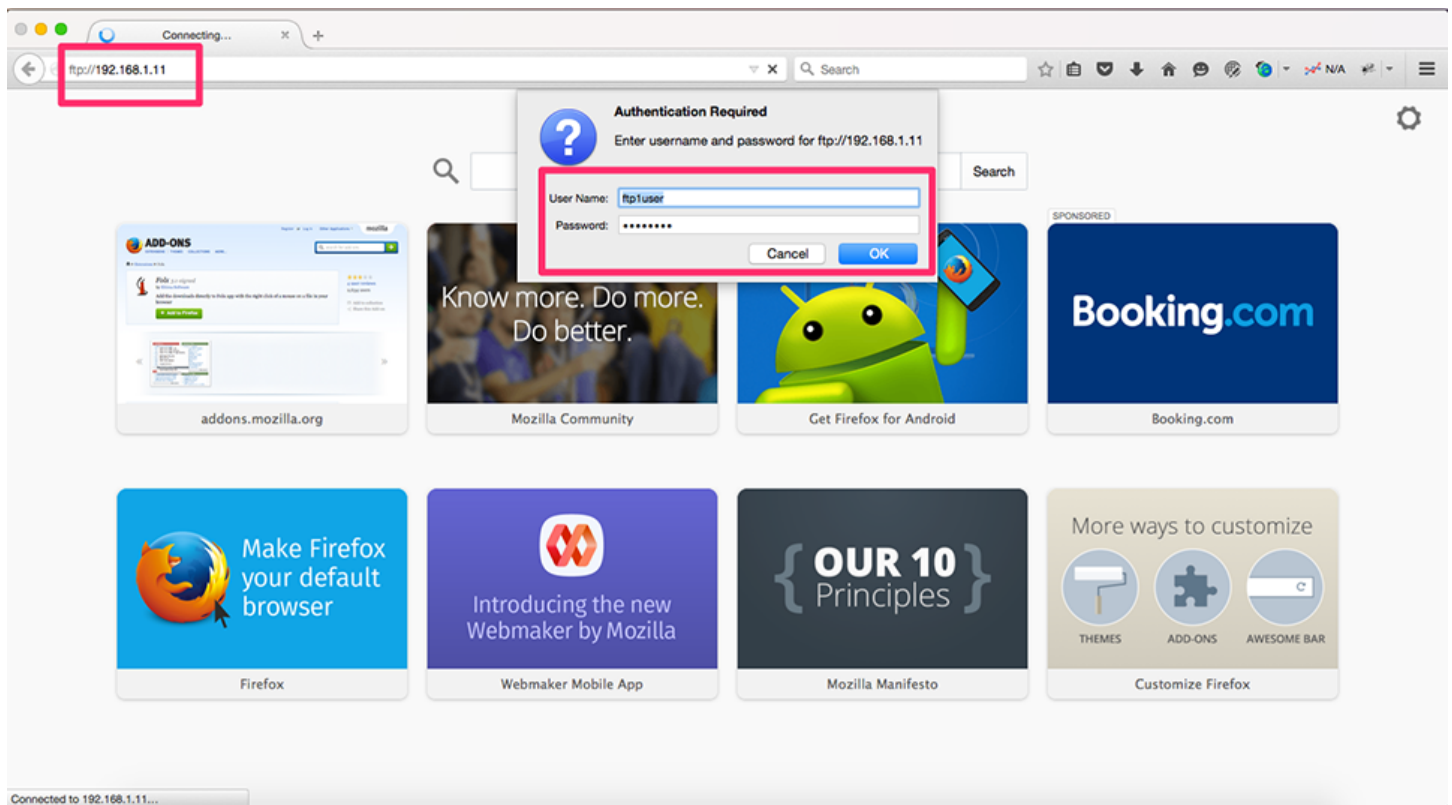 Connecting...
ftp://192.168.1.11
Search
N/A
Authentication Required
Enter username and password for ftp://192.168.1.11
User Name: ftp1user
Password: ••••••••
Cancel OK
Search
SPONSORED
mozilla
ADD-ONS
addons.mozilla.org
Know more. Do more.
Do better.
Mozilla Community
Get Firefox for Android
Booking.com
Booking.com
Make Firefox
your default
browser
Firefox
Introducing the new
Webmaker by Mozilla
Webmaker Mobile App
{ OUR 10 }
Principles
Mozilla Manifesto
More ways to customize
THEMES ADD-ONS AWESOME BAR
Customize Firefox
Connected to 192.168.1.11...